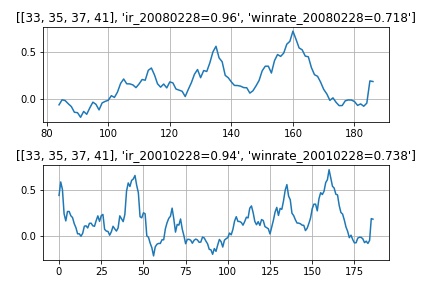 [[33, 35, 37, 41], 'ir_20080228=0.96', 'winrate_20080228=0.718']
0.5
0.0
80 100 120 140 160 180
[[33, 35, 37, 41], 'ir_20010228=0.94', 'winrate_20010228=0.738']
0.5
0.0
0 25 50 75 100 125 150 175